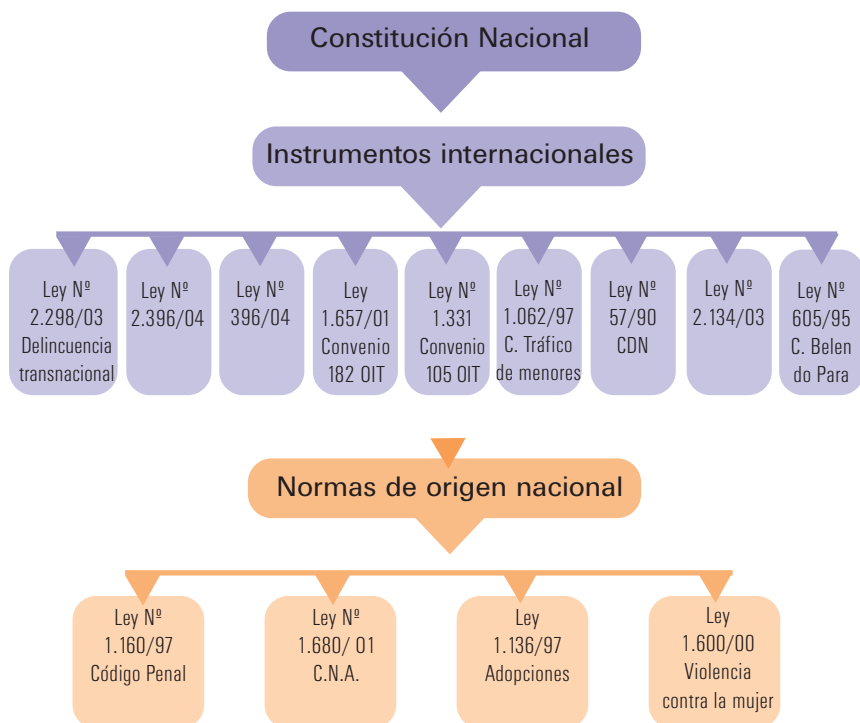 Constitución Nacional
Instrumentos internacionales
Ley Nº
2.298/03
Delincuencia
transnacional
Ley Nº
2.396/04
Ley Nº
396/04
Ley
1.657/01
Convenio
182 OIT
Ley Nº
1.331
Convenio
105 OIT
Ley Nº
1.062/97
C. Tráfico
de menores
Ley Nº
57/90
CDN
Ley Nº
2.134/03
Ley Nº
605/95
C. Belen
do Para
Normas de origen nacional
Ley Nº
1.160/97
Código Penal
Ley Nº
1.680/ 01
C.N.A.
Ley
1.136/97
Adopciones
Ley
1.600/00
Violencia
contra la mujer